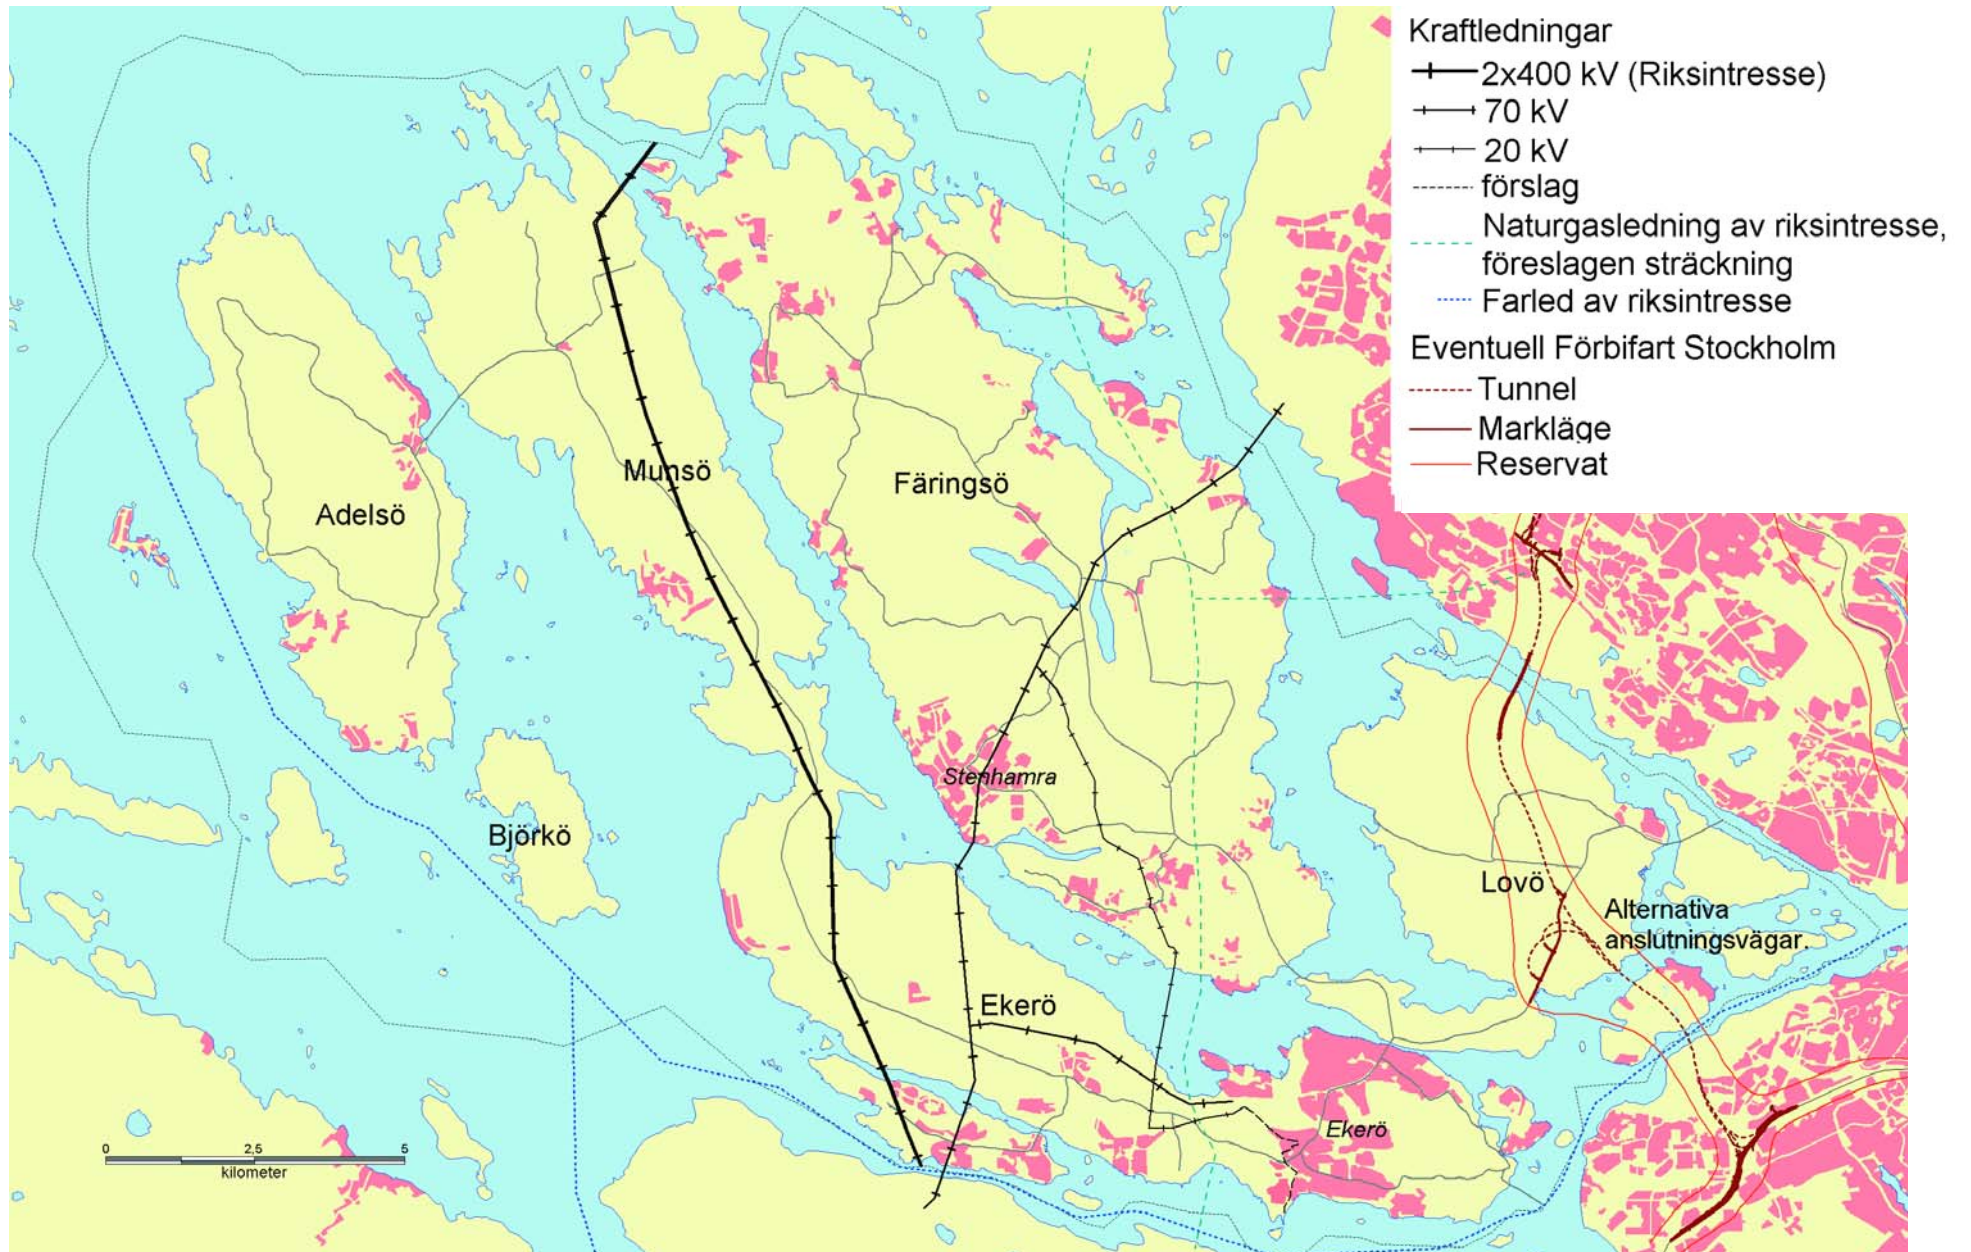 Kraftledningar
2x400 kV (Riksintresse)
70 kV
20 kV
förslag
Naturgasledning av riksintresse,
föreslagen sträckning
Farled av riksintresse
Eventuell Förbifart Stockholm
Tunnel
Markläge
Reservat
Munsö
Färingsö
Adelsö
Stenhamra
Björkö
Lovö
Alternativa
anslutningsvägar.
Ekerö
Ekerö
0 2,5 5
kilometer